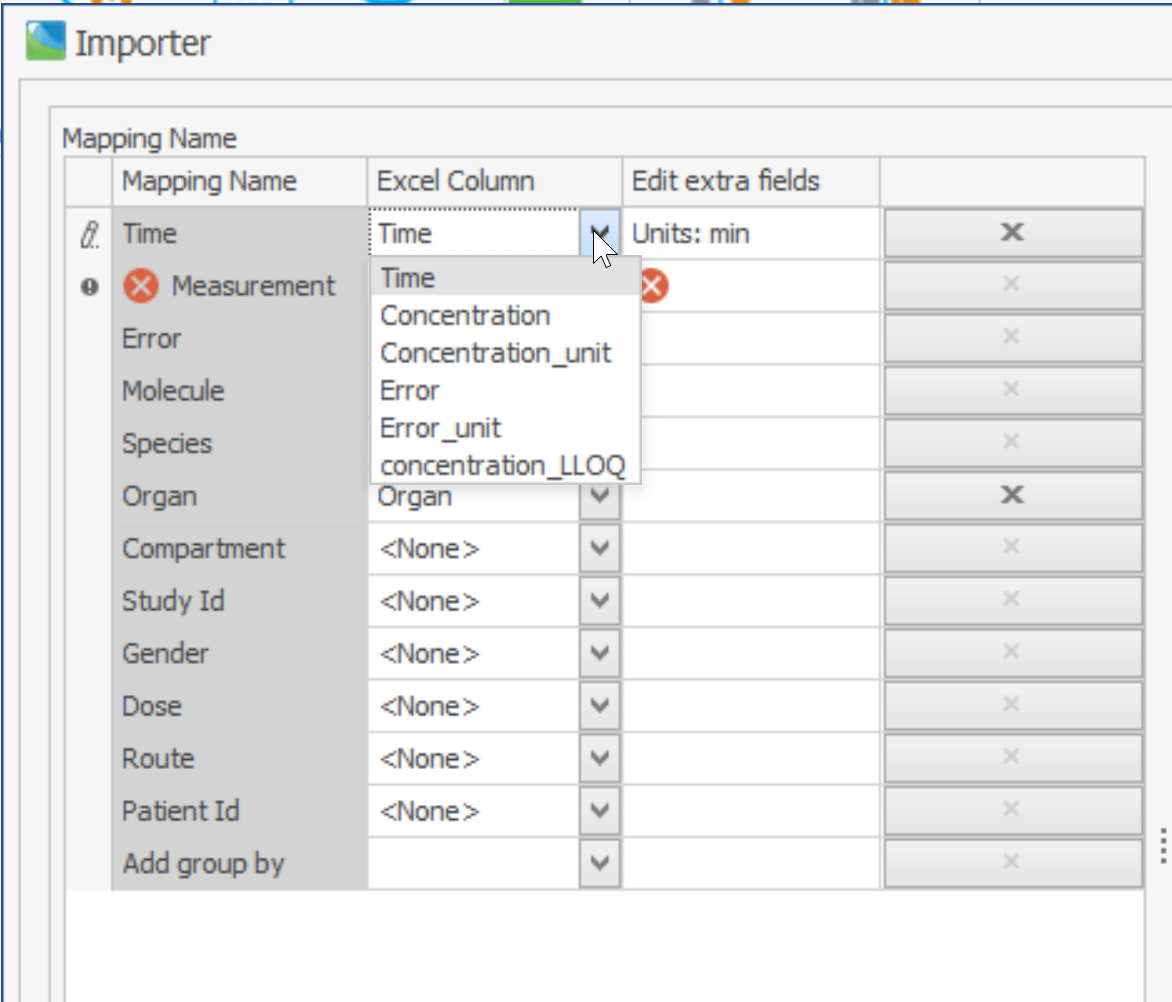 Importer
Mapping Name
Mapping Name Excel Column Edit extra fields
Time Time Units: min
Time
Measurement
Concentration
Concentration_unit
Error
Error
Molecule
Error_unit
Species
concentration_LLOQ
Organ Organ
Compartment <None>
Study Id <None>
Gender <None>
Dose <None>
Route <None>
Patient Id <None>
Add group by